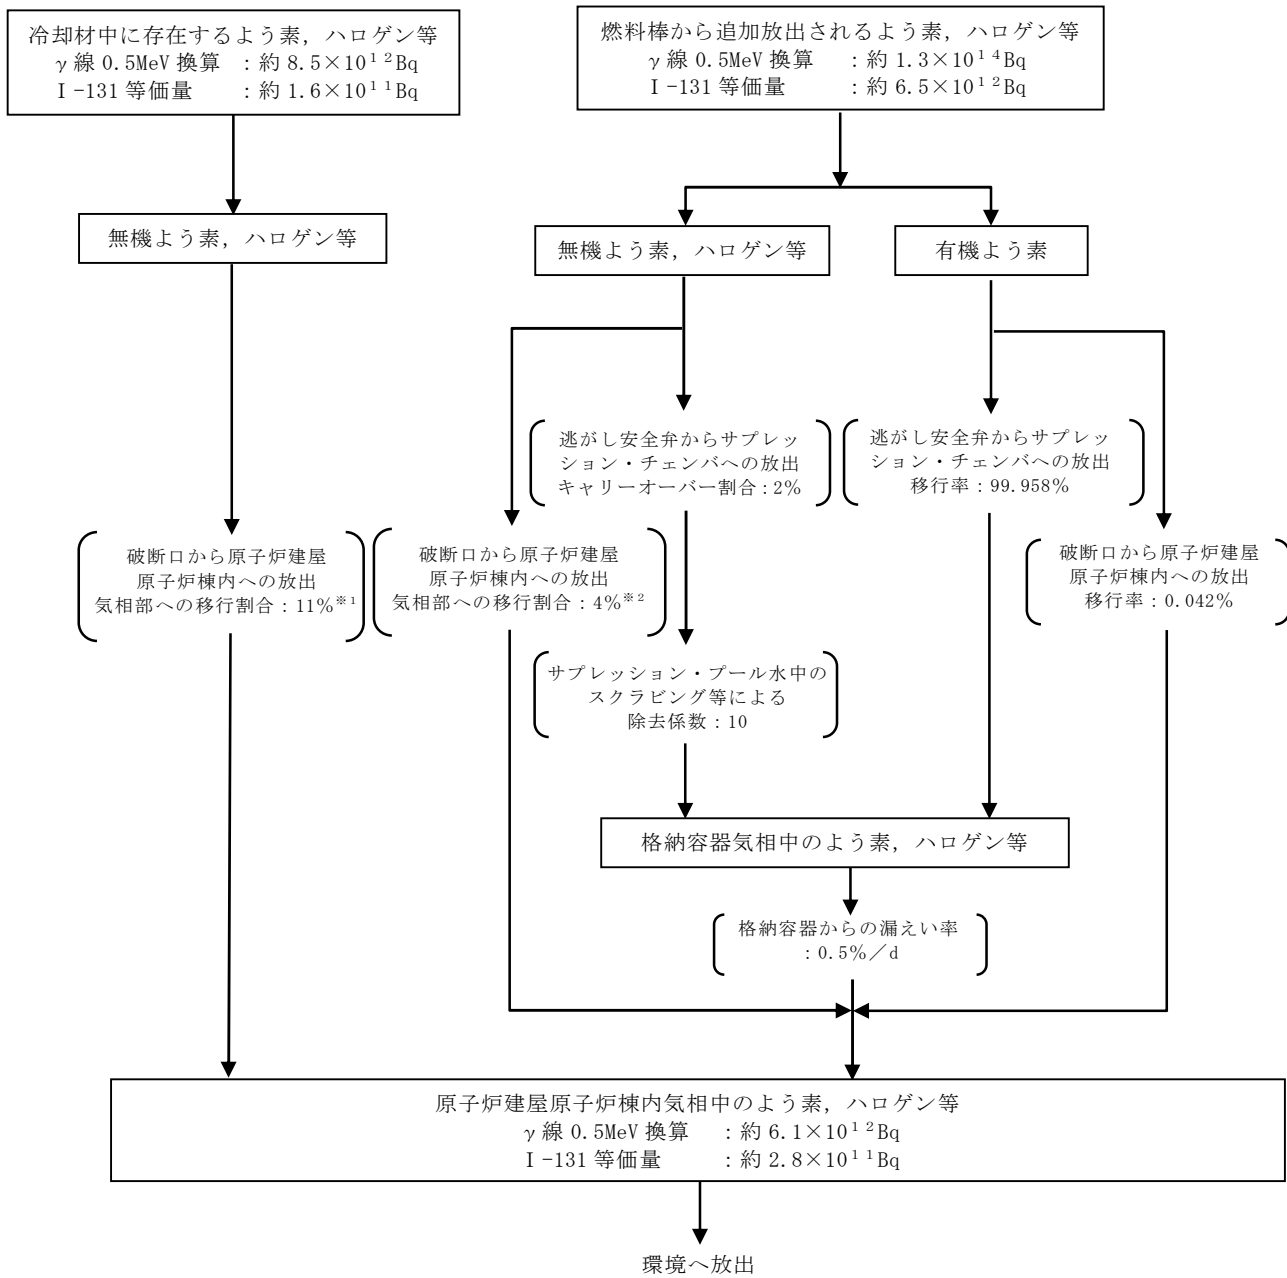 冷却材中に存在するよう素，ハロゲン等
γ線 0.5MeV 換算 ：約 8.5×10¹²Bq
I-131 等価量 ：約 1.6×10¹¹Bq
燃料棒から追加放出されるよう素，ハロゲン等
γ線 0.5MeV 換算 ：約 1.3×10¹⁴Bq
I-131 等価量 ：約 6.5×10¹²Bq
無機よう素，ハロゲン等
無機よう素，ハロゲン等
有機よう素
逃がし安全弁からサプレッ
ション・チェンバへの放出
キャリーオーバー割合：2%
逃がし安全弁からサプレッ
ション・チェンバへの放出
移行率：99.958%
破断口から原子炉建屋
原子炉棟内への放出
気相部への移行割合：11%※1
破断口から原子炉建屋
原子炉棟内への放出
気相部への移行割合：4%※2
破断口から原子炉建屋
原子炉棟内への放出
移行率：0.042%
サプレッション・プール水中の
スクラビング等による
除去係数：10
格納容器気相中のよう素，ハロゲン等
格納容器からの漏えい率
：0.5%／d
原子炉建屋原子炉棟内気相中のよう素，ハロゲン等
γ線 0.5MeV 換算 ：約 6.1×10¹²Bq
I-131 等価量 ：約 2.8×10¹¹Bq
環境へ放出